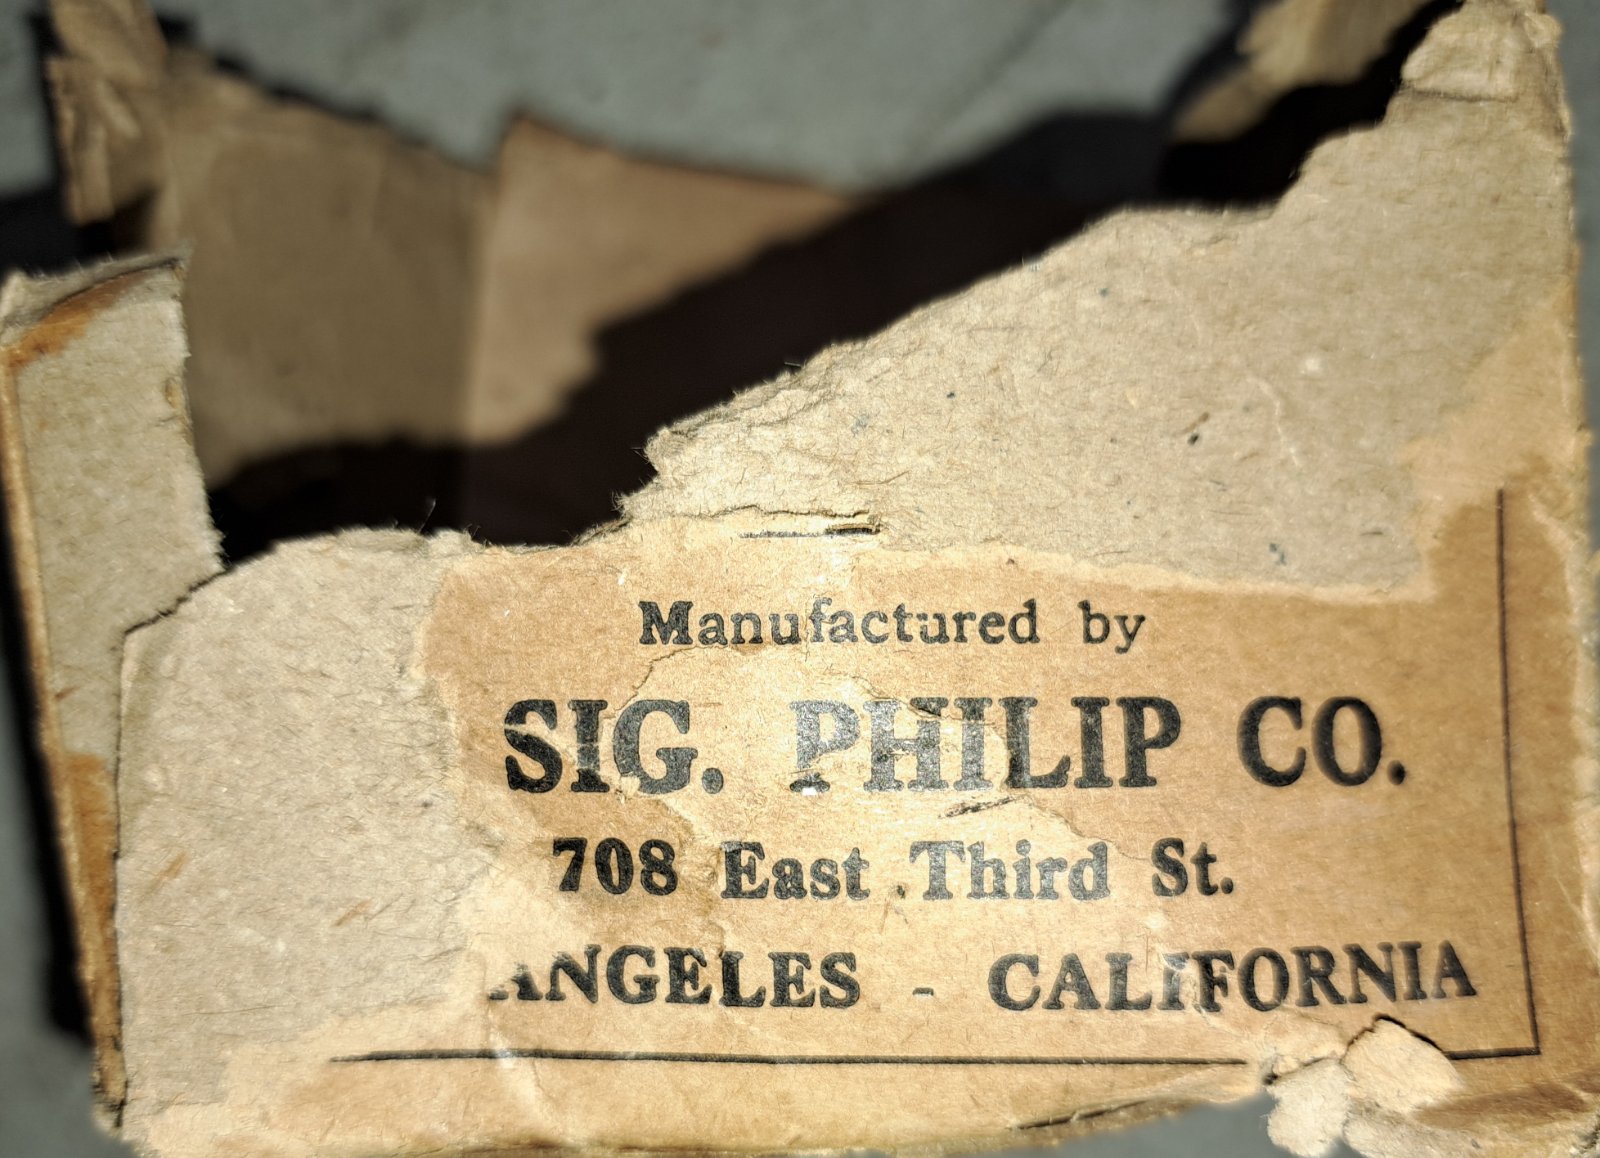 Manufactured by
SIG. PHILIP CO.
708 East Third St.
ANGELES - CALIFORNIA